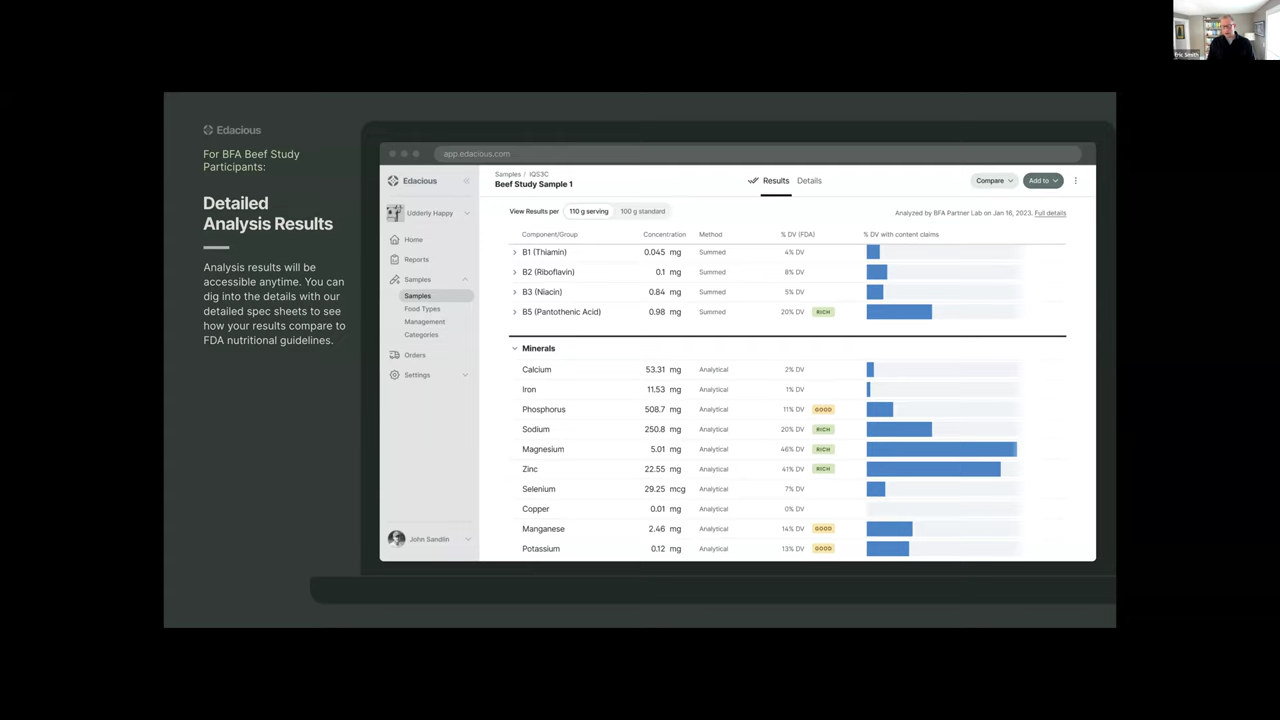 Eric Smith
Edacious
For BFA Beef Study
Participants:
Detailed
Analysis Results
Analysis results will be
accessible anytime. You can
dig into the details with our
detailed spec sheets to see
how your results compare to
FDA nutritional guidelines.
app.edacious.com
Edacious
Udderly Happy
Home
Reports
Samples
Samples
Food Types
Management
Categories
Orders
Settings
John Sandlin
Samples / IQS3C
Beef Study Sample 1
Results Details
Compare Add to
View Results per 110 g serving 100 g standard
Analyzed by BFA Partner Lab on Jan 16, 2023. Full details
Component/Group Concentration Method % DV (FDA) % DV with content claims
B1 (Thiamin) 0.045 mg Summed 4% DV
B2 (Riboflavin) 0.1 mg Summed 8% DV
B3 (Niacin) 0.84 mg Summed 5% DV
B5 (Pantothenic Acid) 0.98 mg Summed 20% DV RICH
Minerals
Calcium 53.31 mg Analytical 2% DV
Iron 11.53 mg Analytical 1% DV
Phosphorus 508.7 mg Analytical 11% DV GOOD
Sodium 250.8 mg Analytical 20% DV RICH
Magnesium 5.01 mg Analytical 46% DV RICH
Zinc 22.55 mg Analytical 41% DV RICH
Selenium 29.25 mcg Analytical 7% DV
Copper 0.01 mg Analytical 0% DV
Manganese 2.46 mg Analytical 14% DV GOOD
Potassium 0.12 mg Analytical 13% DV GOOD